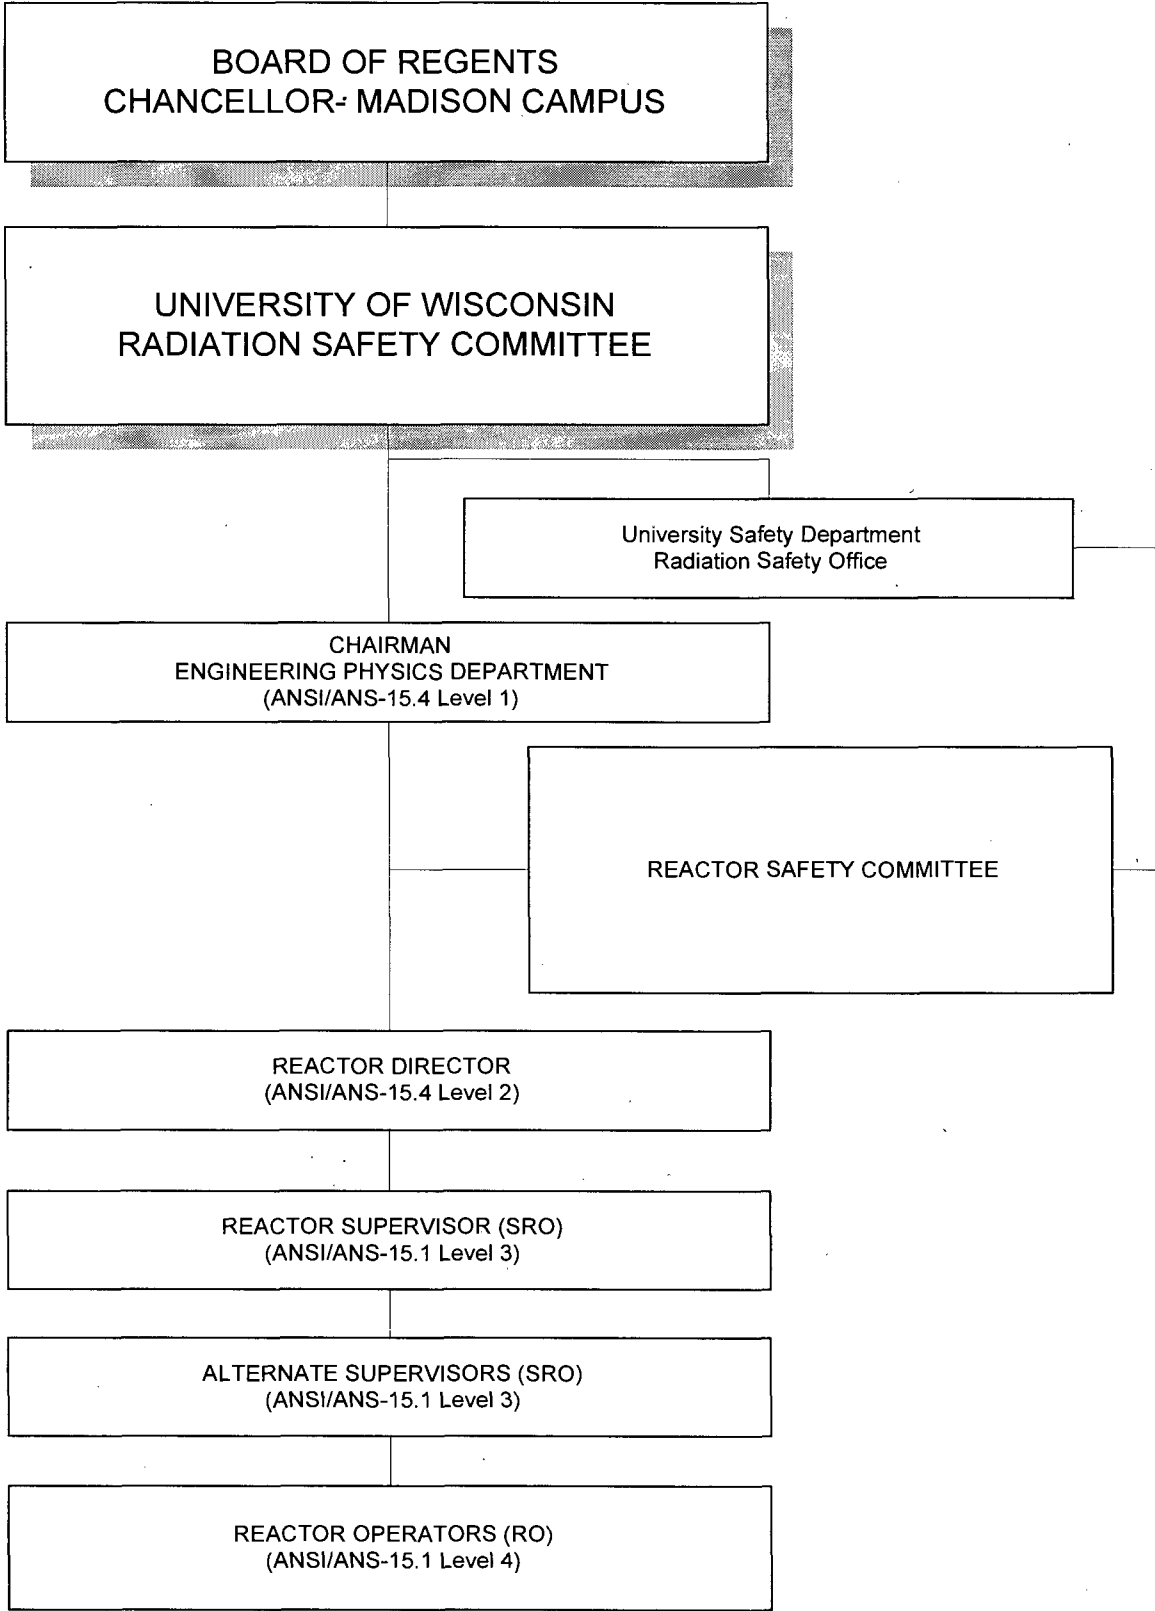 BOARD OF REGENTS
CHANCELLOR- MADISON CAMPUS
UNIVERSITY OF WISCONSIN
RADIATION SAFETY COMMITTEE
University Safety Department
Radiation Safety Office
CHAIRMAN
ENGINEERING PHYSICS DEPARTMENT
(ANSI/ANS-15.4 Level 1)
REACTOR SAFETY COMMITTEE
REACTOR DIRECTOR
(ANSI/ANS-15.4 Level 2)
REACTOR SUPERVISOR (SRO)
(ANSI/ANS-15.1 Level 3)
ALTERNATE SUPERVISORS (SRO)
(ANSI/ANS-15.1 Level 3)
REACTOR OPERATORS (RO)
(ANSI/ANS-15.1 Level 4)